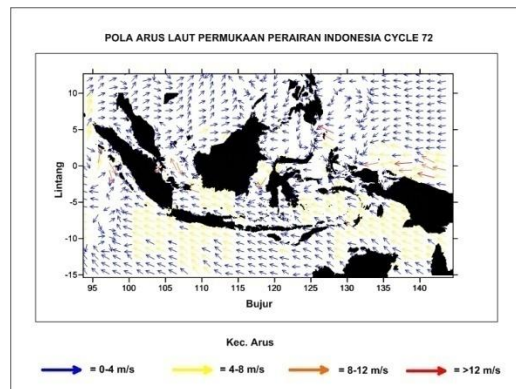 POLA ARUS LAUT PERMUKAAN PERAIRAN INDONESIA CYCLE 72
Lintang
10
5
0
-5
-10
-15
95 100 105 110 115 120 125 130 135 140
Bujur
Kec. Arus
= 0-4 m/s = 4-8 m/s = 8-12 m/s = >12 m/s